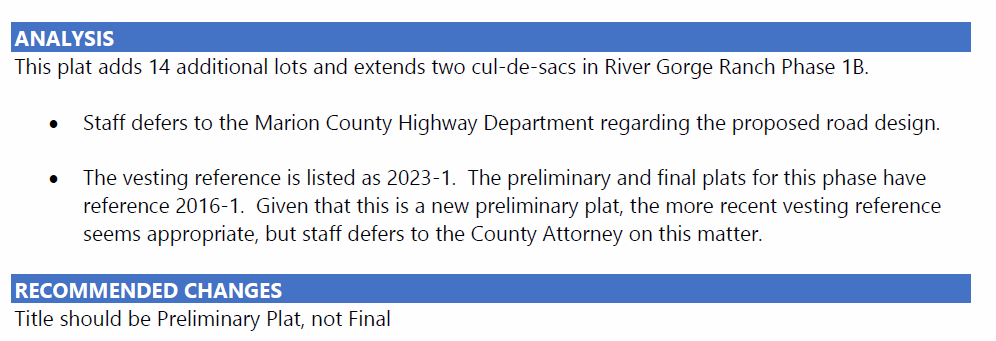 ANALYSIS
This plat adds 14 additional lots and extends two cul-de-sacs in River Gorge Ranch Phase 1B.
• Staff defers to the Marion County Highway Department regarding the proposed road design.
• The vesting reference is listed as 2023-1.  The preliminary and final plats for this phase have
reference 2016-1.  Given that this is a new preliminary plat, the more recent vesting reference
seems appropriate, but staff defers to the County Attorney on this matter.
RECOMMENDED CHANGES
Title should be Preliminary Plat, not Final